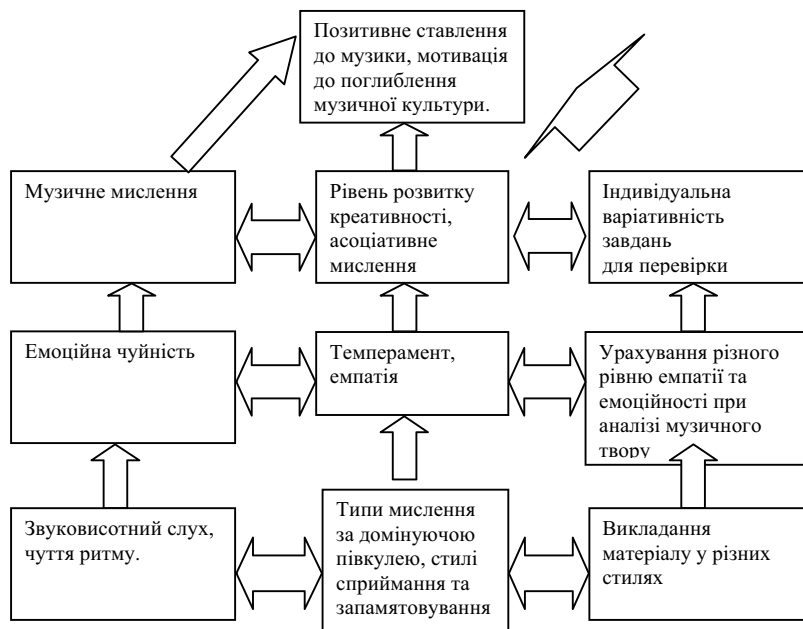 Позитивне ставлення
до музики, мотивація
до поглиблення
музичної культури.
Музичне мислення
Рівень розвитку
креативності,
асоціативне
мислення
Індивідуальна
варіативність
завдань
для перевірки
Емоційна чуйність
Темперамент,
емпатія
Урахування різного
рівню емпатії та
емоційності при
аналізі музичного
твору
Звуковисотний слух,
чуття ритму.
Типи мислення
за домінуючою
півкулею, стилі
сприймання та
запамятовування
Викладання
матеріалу у різних
стилях